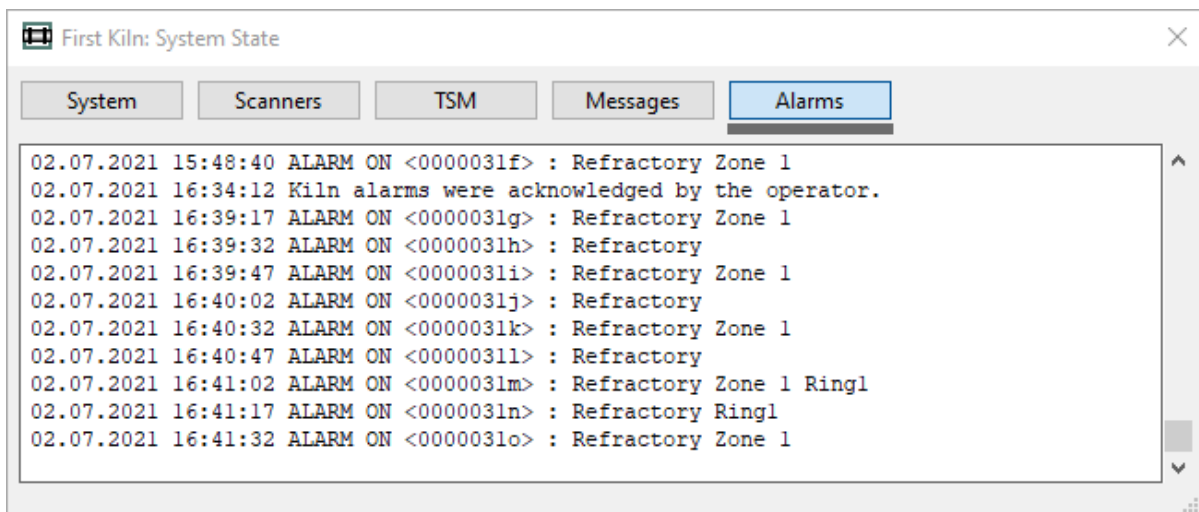 First Kiln: System State
System Scanners TSM Messages Alarms
02.07.2021 15:48:40 ALARM ON <0000031f> : Refractory Zone 1
02.07.2021 16:34:12 Kiln alarms were acknowledged by the operator.
02.07.2021 16:39:17 ALARM ON <0000031g> : Refractory Zone 1
02.07.2021 16:39:32 ALARM ON <0000031h> : Refractory
02.07.2021 16:39:47 ALARM ON <0000031i> : Refractory Zone 1
02.07.2021 16:40:02 ALARM ON <0000031j> : Refractory
02.07.2021 16:40:32 ALARM ON <0000031k> : Refractory Zone 1
02.07.2021 16:40:47 ALARM ON <0000031l> : Refractory
02.07.2021 16:41:02 ALARM ON <0000031m> : Refractory Zone 1 Ring1
02.07.2021 16:41:17 ALARM ON <0000031n> : Refractory Ring1
02.07.2021 16:41:32 ALARM ON <0000031o> : Refractory Zone 1